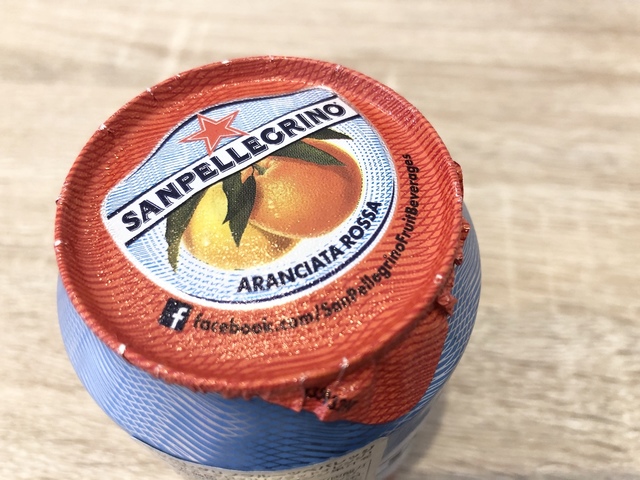 SANPELLEGRINO
ARANCIATA ROSSA
facebook.com/SanPellegrinoFruitBeverages